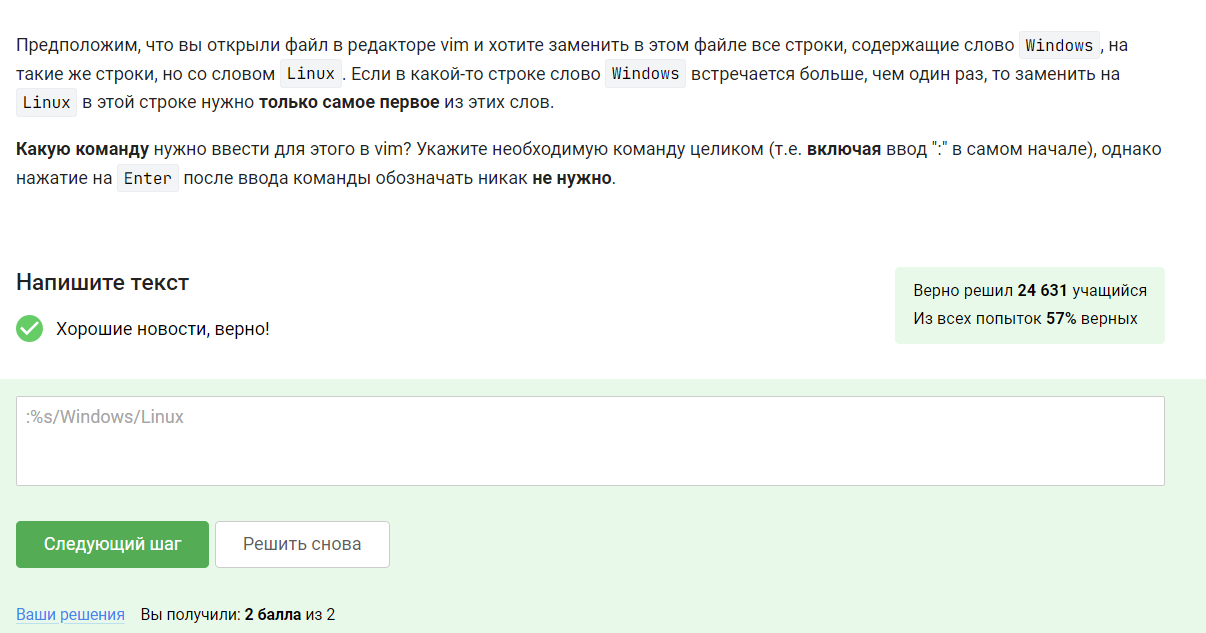 Предположим, что вы открыли файл в редакторе vim и хотите заменить в этом файле все строки, содержащие слово Windows, на
такие же строки, но со словом Linux. Если в какой-то строке слово Windows встречается больше, чем один раз, то заменить на
Linux в этой строке нужно только самое первое из этих слов.
Какую команду нужно ввести для этого в vim? Укажите необходимую команду целиком (т.е. включая ввод ":" в самом начале), однако
нажатие на Enter после ввода команды обозначать никак не нужно.
Напишите текст
Верно решил 24 631 учащийся
Из всех попыток 57% верных
Хорошие новости, верно!
:%s/Windows/Linux
Следующий шаг
Решить снова
Ваши решения Вы получили: 2 балла из 2